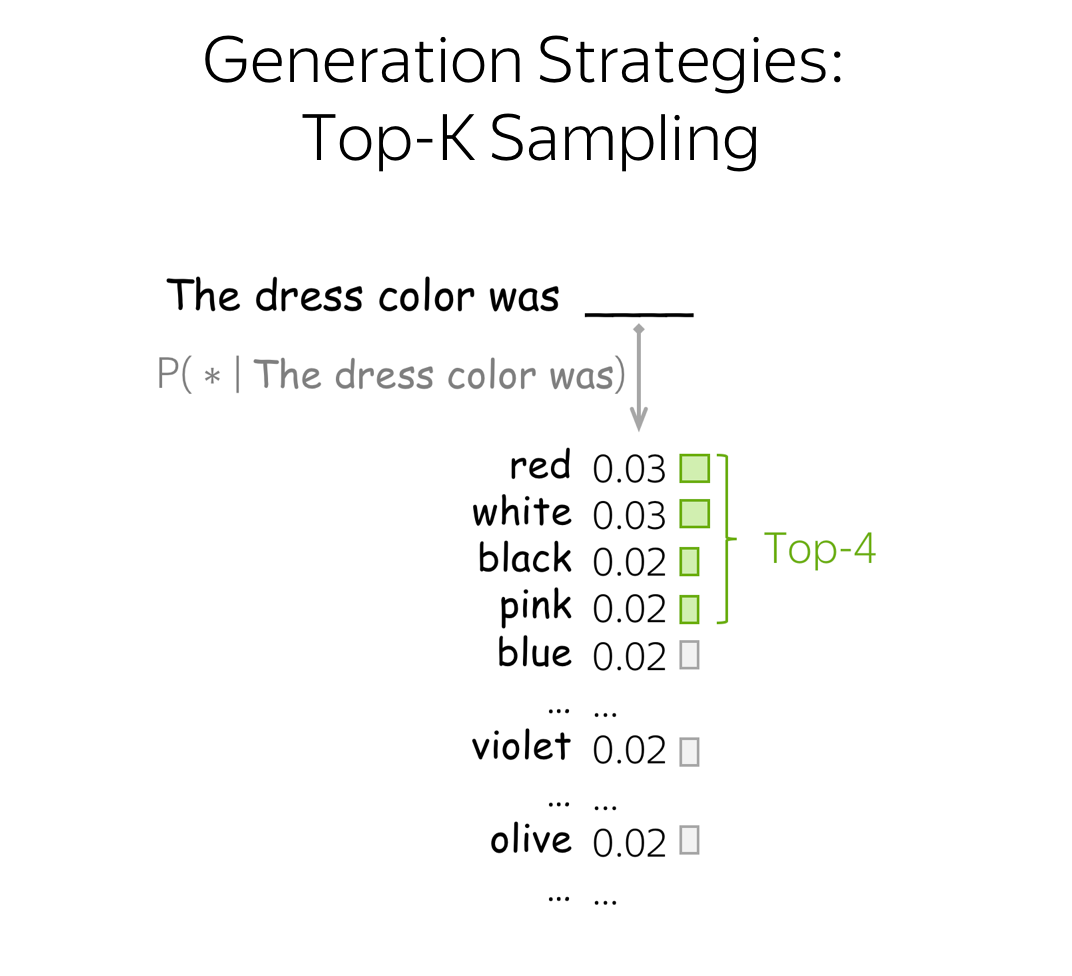 Generation Strategies:
Top-K Sampling
The dress color was _____
P( * | The dress color was)
red 0.03
white 0.03
black 0.02
Top-4
pink 0.02
blue 0.02
... ...
violet 0.02
... ...
olive 0.02
... ...